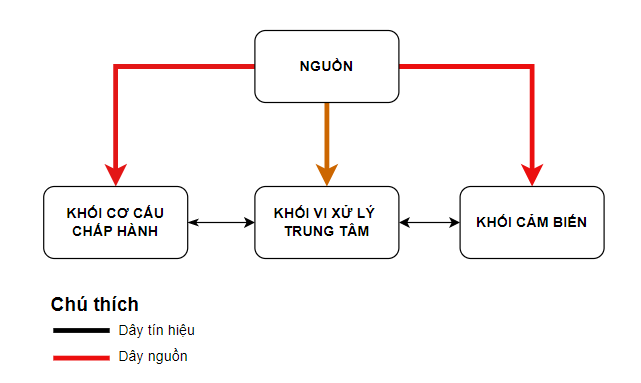 NGUỒN
KHỐI CƠ CẤU
CHẤP HÀNH
KHỐI VI XỬ LÝ
TRUNG TÂM
KHỐI CẢM BIẾN
Chú thích
Dây tín hiệu
Dây nguồn